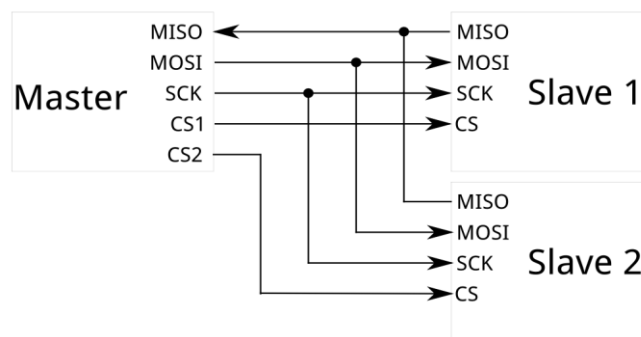 Master
MISO
MOSI
SCK
CS1
CS2
MISO
MOSI
SCK
CS
Slave 1
MISO
MOSI
SCK
CS
Slave 2